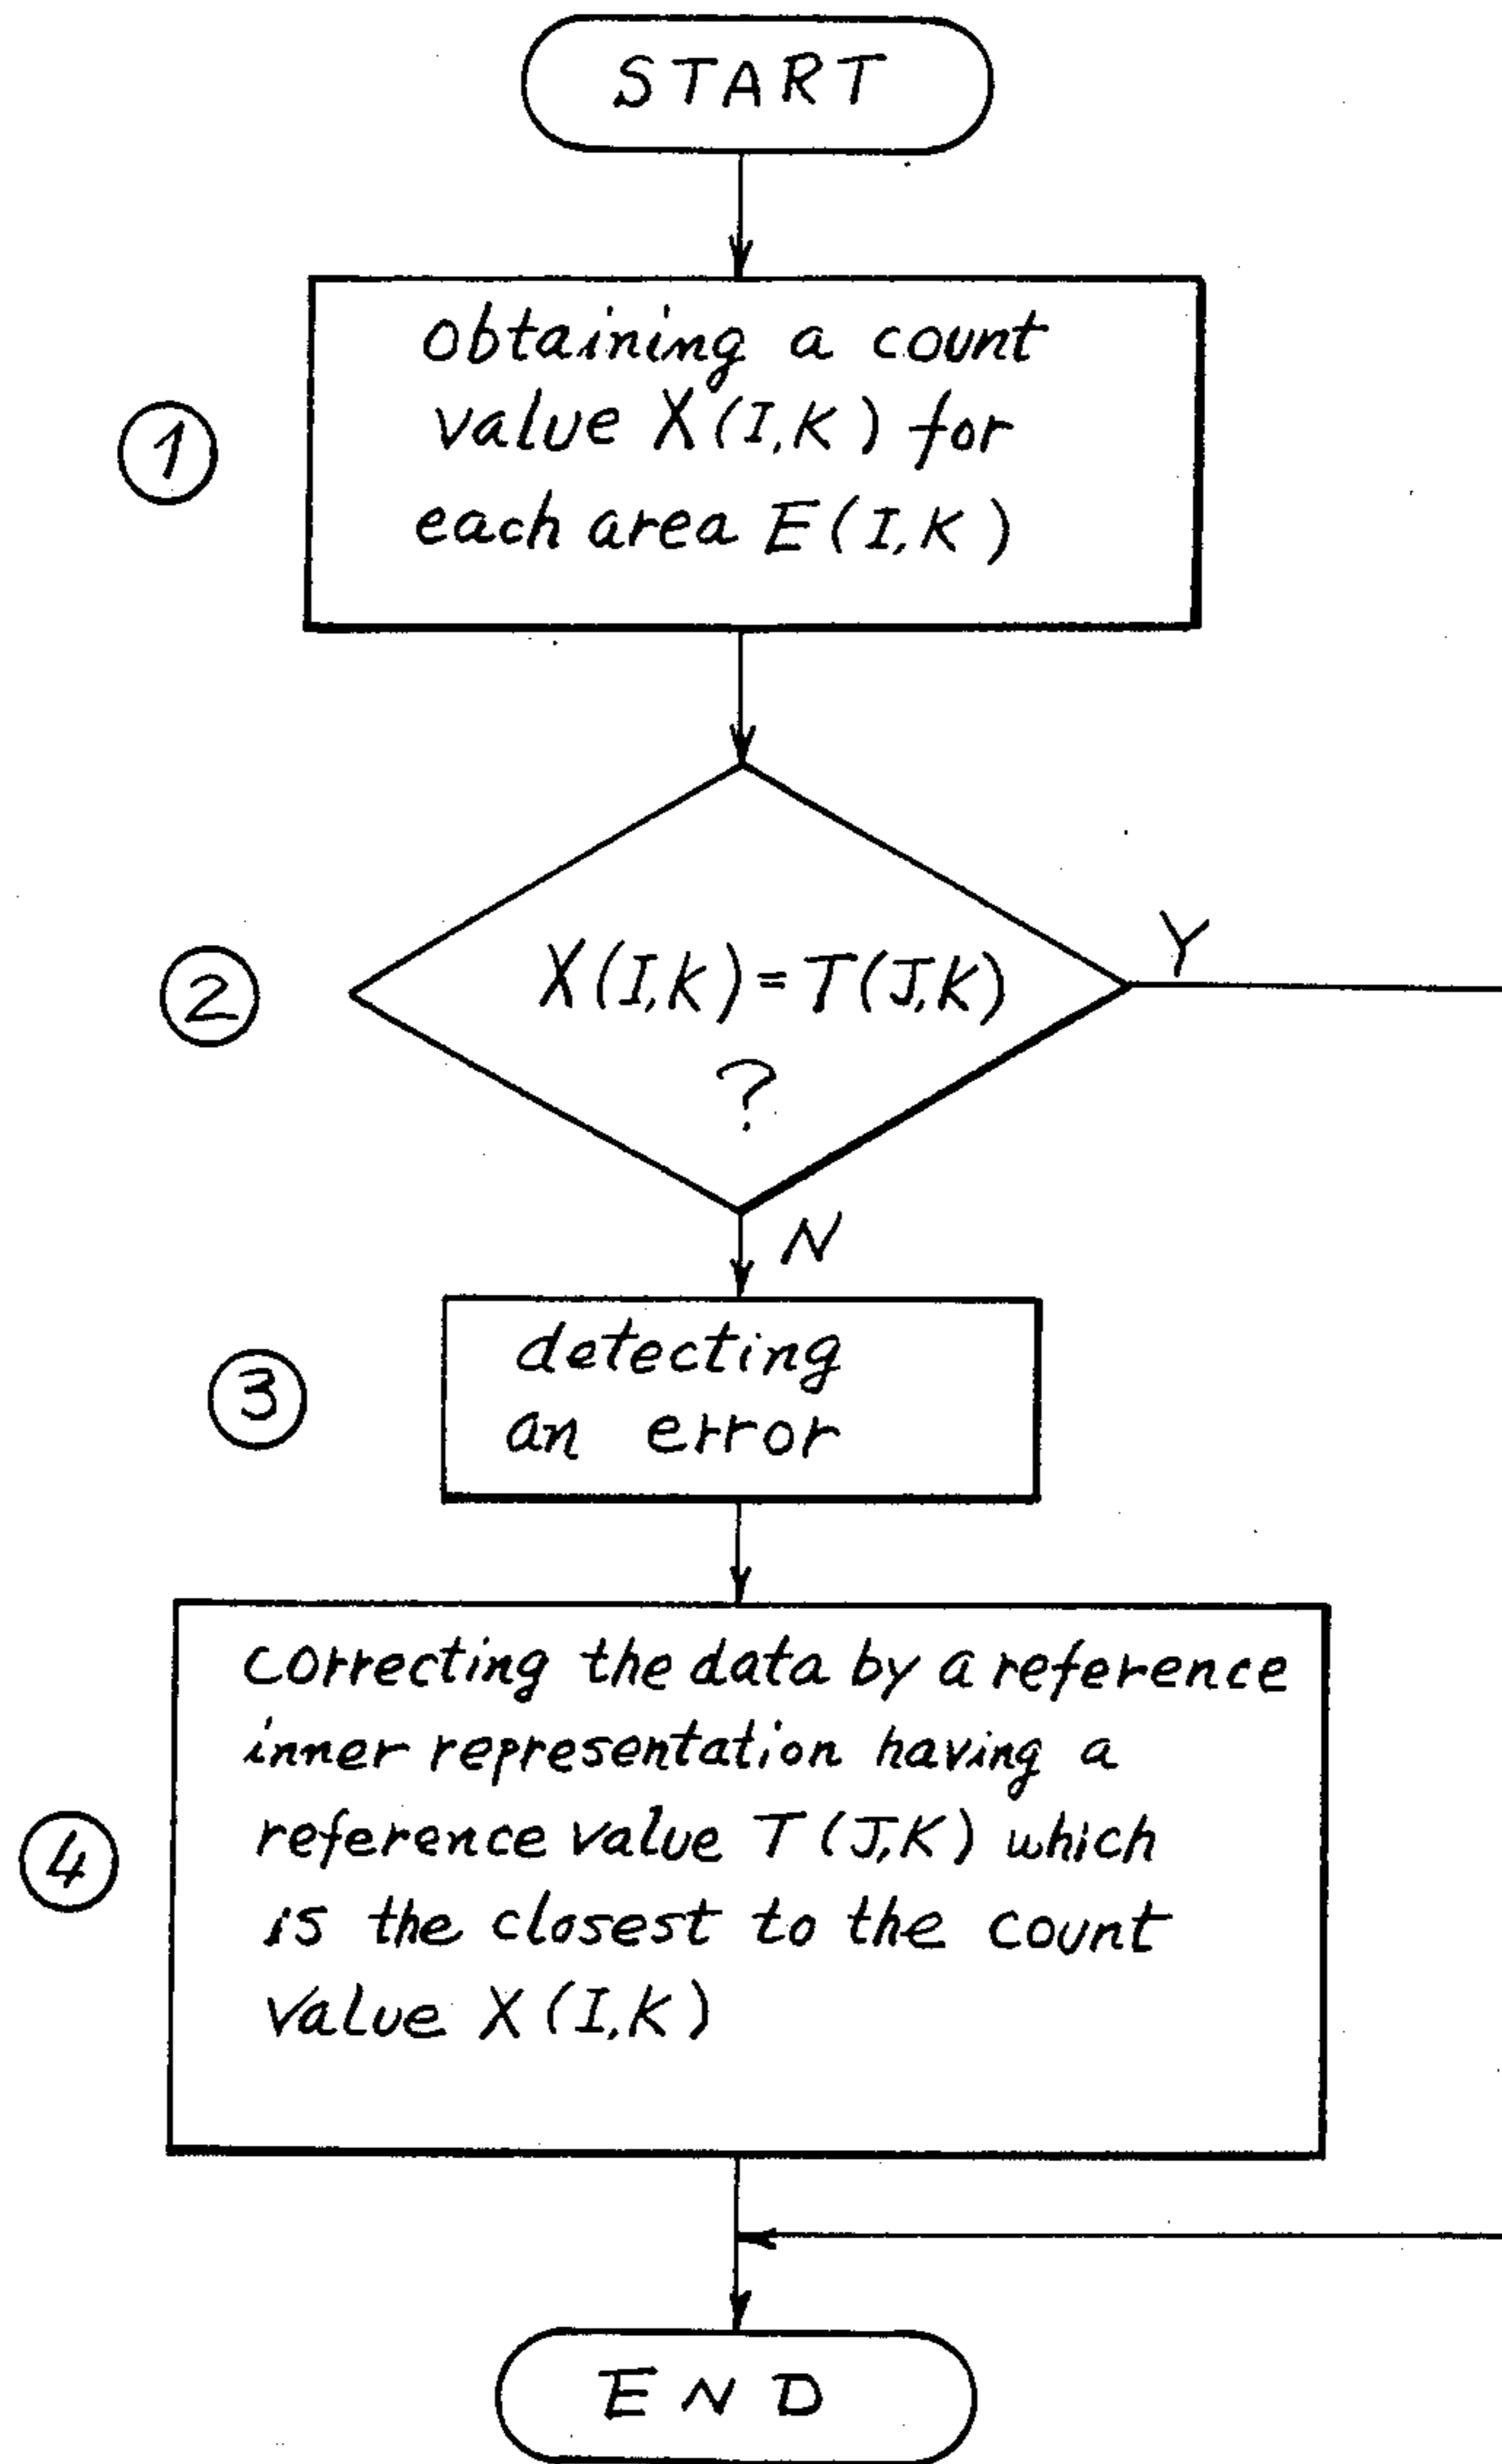 START
1
obtaining a count
value X(I,K) for
each area E(I,K)
2
X(I,K)=T(J,K)
?
Y
N
3
detecting
an error
4
correcting the data by a reference
inner representation having a
reference value T(J,K) which
is the closest to the count
value X(I,K)
END